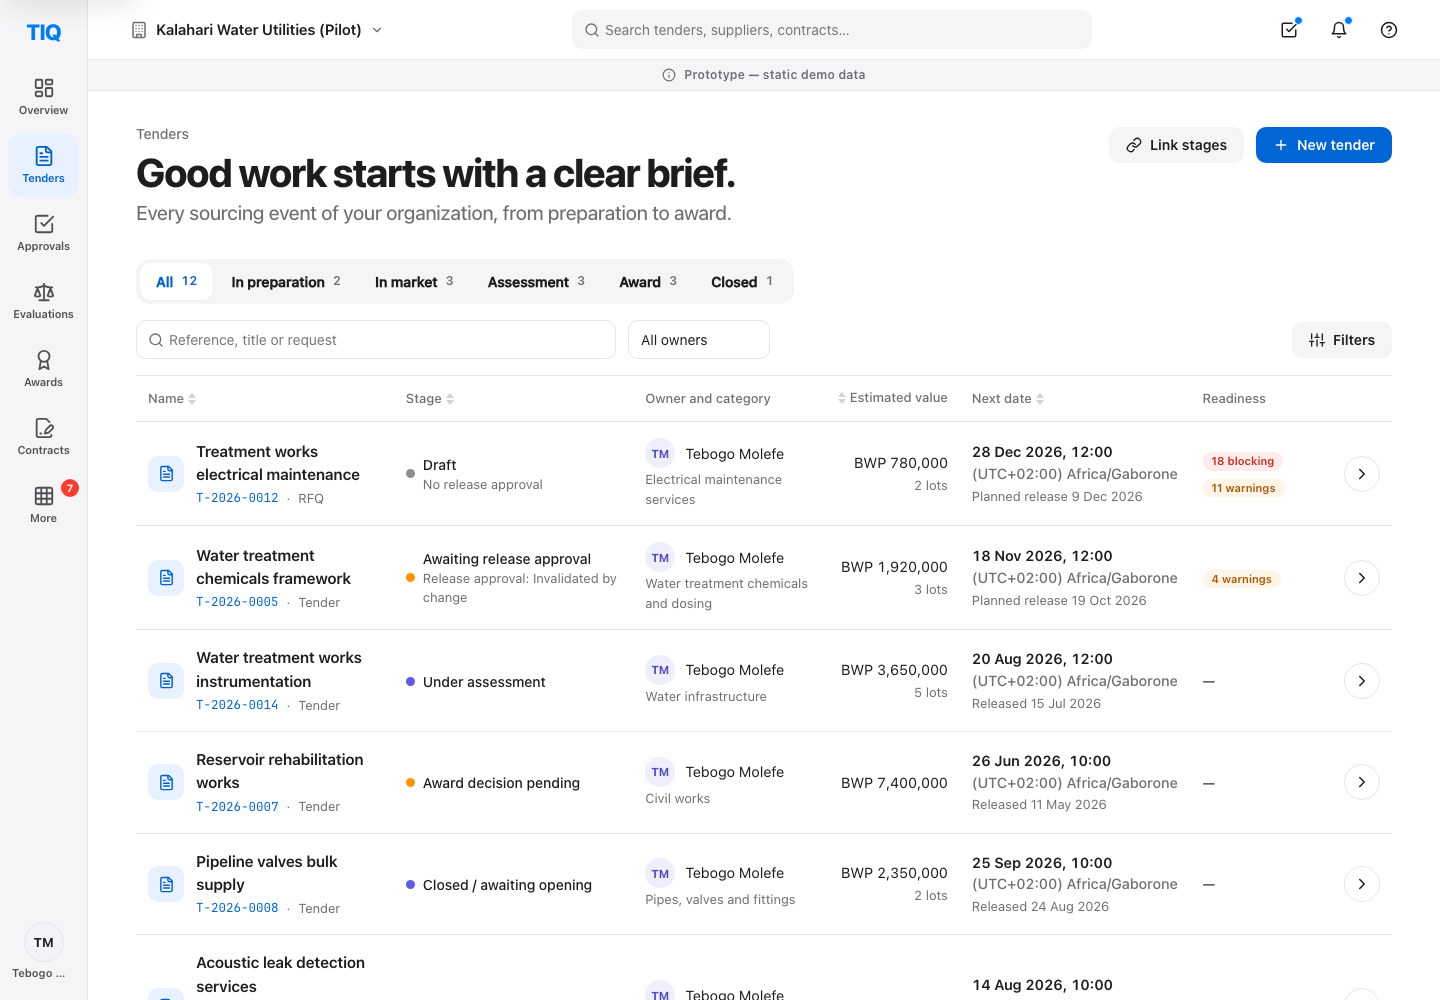 TIQ
Kalahari Water Utilities (Pilot)
Search tenders, suppliers, contracts...
Prototype — static demo data
Overview
Tenders
Approvals
Evaluations
Awards
Contracts
7
More
TM
Tebogo ...
Tenders
Good work starts with a clear brief.
Every sourcing event of your organization, from preparation to award.
Link stages
New tender
All 12
In preparation 2
In market 3
Assessment 3
Award 3
Closed 1
Reference, title or request
All owners
Filters
Name
Stage
Owner and category
Estimated value
Next date
Readiness
Treatment works
electrical maintenance
T-2026-0012 · RFQ
Draft
No release approval
TM Tebogo Molefe
Electrical maintenance
services
BWP 780,000
2 lots
28 Dec 2026, 12:00
(UTC+02:00) Africa/Gaborone
Planned release 9 Dec 2026
18 blocking
11 warnings
Water treatment
chemicals framework
T-2026-0005 · Tender
Awaiting release approval
Release approval: Invalidated by
change
TM Tebogo Molefe
Water treatment chemicals
and dosing
BWP 1,920,000
3 lots
18 Nov 2026, 12:00
(UTC+02:00) Africa/Gaborone
Planned release 19 Oct 2026
4 warnings
Water treatment works
instrumentation
T-2026-0014 · Tender
Under assessment
TM Tebogo Molefe
Water infrastructure
BWP 3,650,000
5 lots
20 Aug 2026, 12:00
(UTC+02:00) Africa/Gaborone
Released 15 Jul 2026
—
Reservoir rehabilitation
works
T-2026-0007 · Tender
Award decision pending
TM Tebogo Molefe
Civil works
BWP 7,400,000
26 Jun 2026, 10:00
(UTC+02:00) Africa/Gaborone
Released 11 May 2026
—
Pipeline valves bulk
supply
T-2026-0008 · Tender
Closed / awaiting opening
TM Tebogo Molefe
Pipes, valves and fittings
BWP 2,350,000
2 lots
25 Sep 2026, 10:00
(UTC+02:00) Africa/Gaborone
Released 24 Aug 2026
—
Acoustic leak detection
services
TM Tebogo Molefe
14 Aug 2026, 10:00